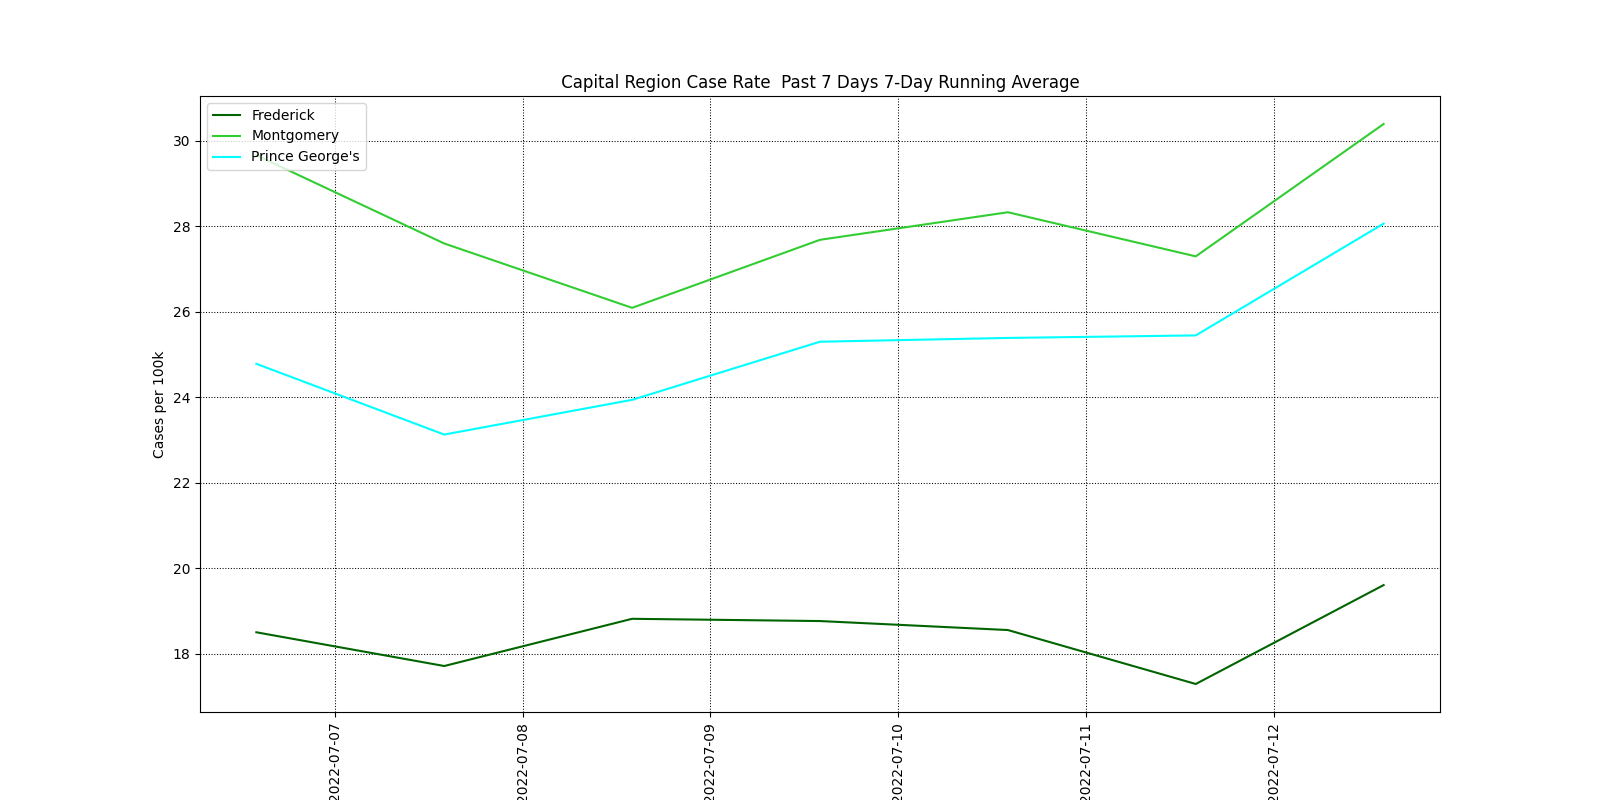 Capital Region Case Rate  Past 7 Days 7-Day Running Average
Frederick
Montgomery
Prince George's
Cases per 100k
30
28
26
24
22
20
18
2022-07-07
2022-07-08
2022-07-09
2022-07-10
2022-07-11
2022-07-12